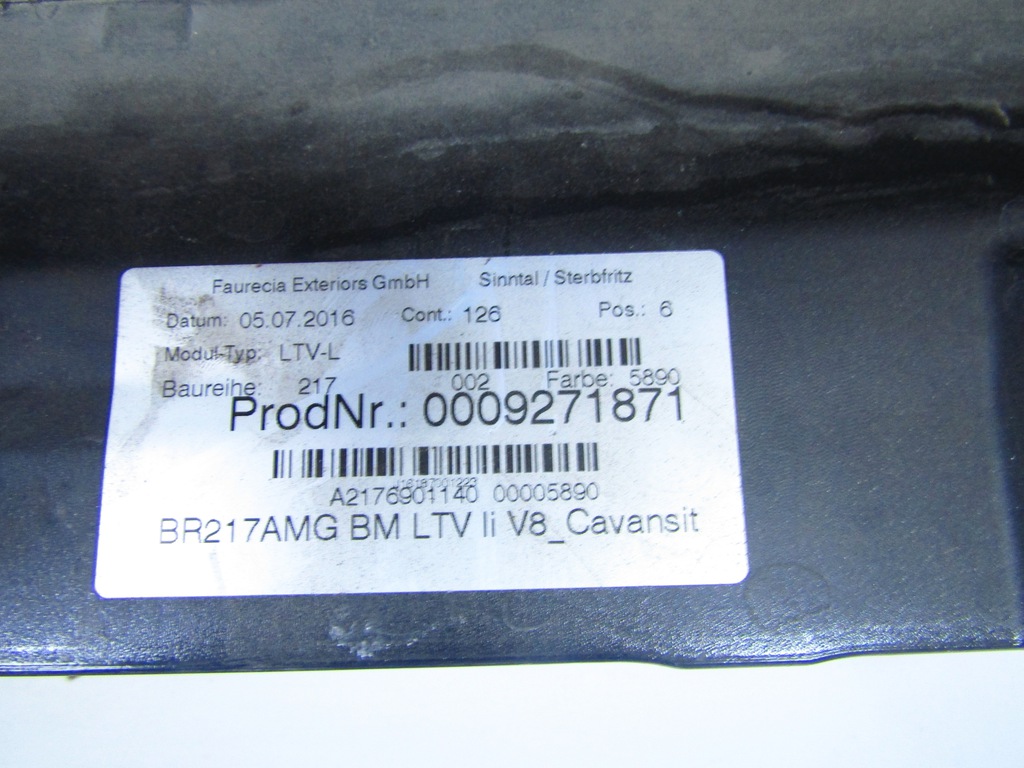 Faurecia Exteriors GmbH Sinntal / Sterbfritz
Datum: 05.07.2016 Cont.: 126 Pos.: 6
Modul-Typ: LTV-L
Baureihe: 217 002 Farbe: 5890
ProdNr.: 0009271871
A2176901140 00005890
BR217AMG BM LTV li V8_Cavansit